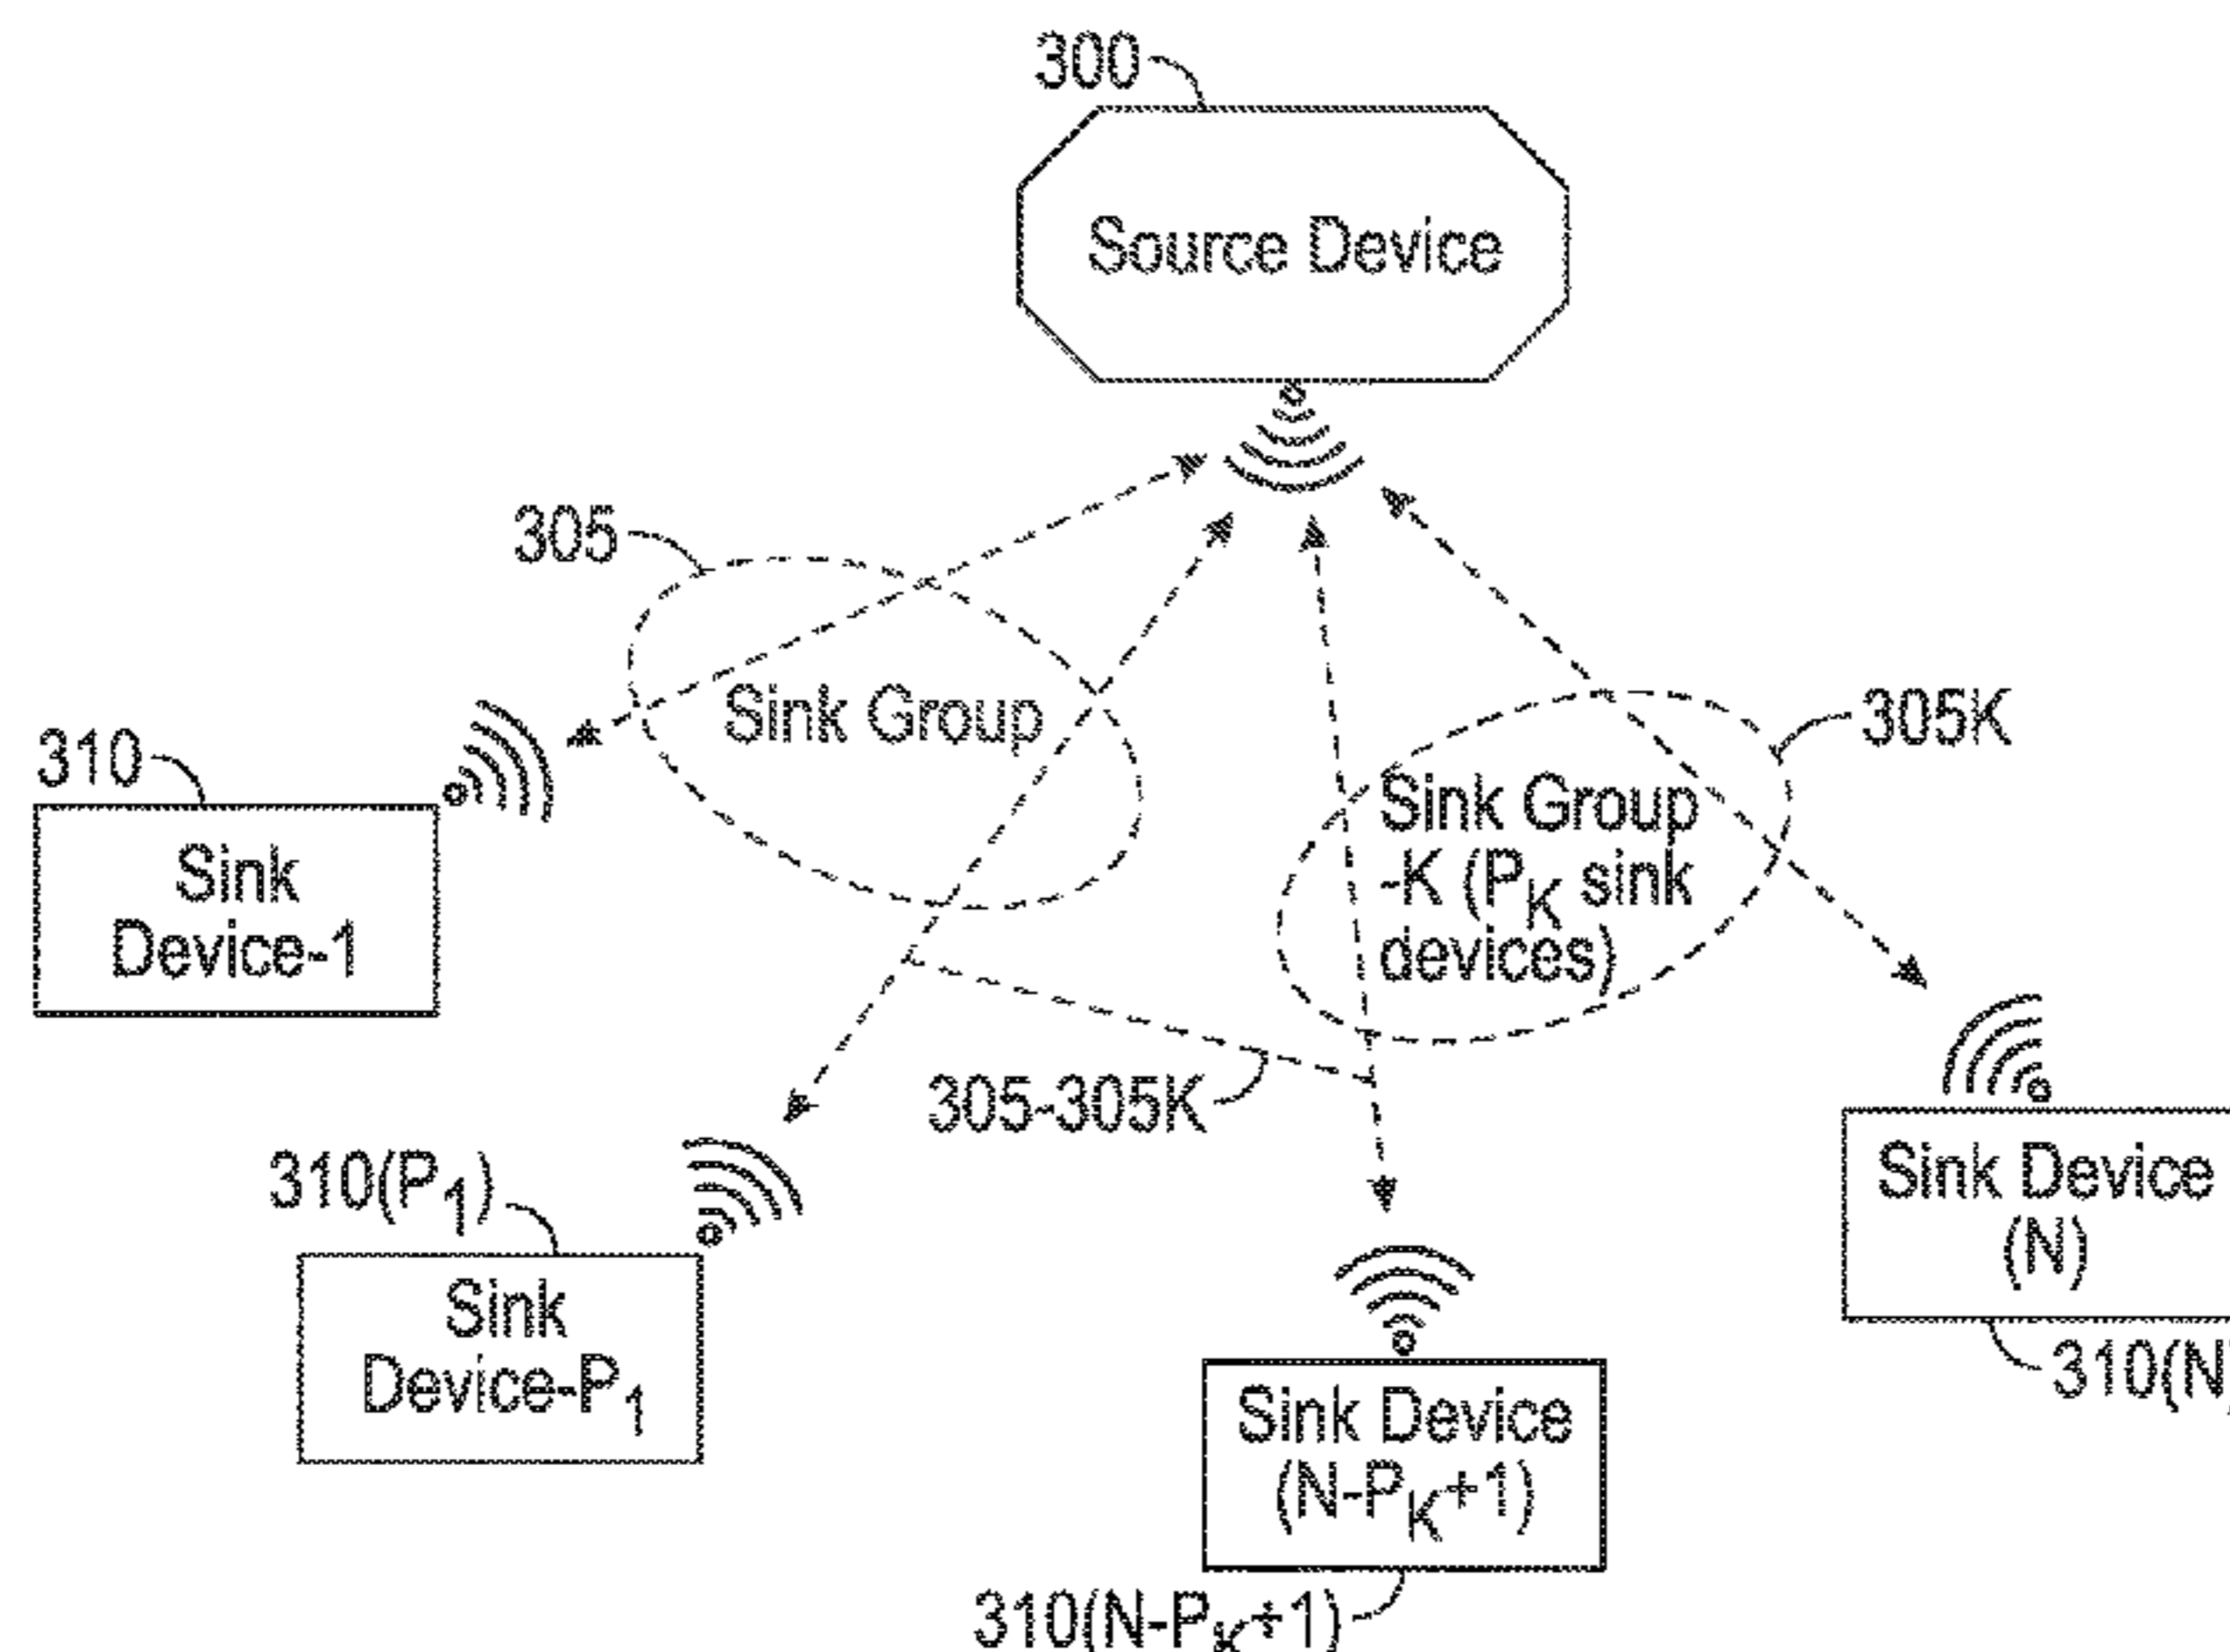 300
Source Device
305
Sink Group
305K
Sink Group
-K (PK sink
devices)
310
Sink
Device-1
305-305K
310(P1)
Sink
Device-P1
Sink Device
(N)
310(N)
Sink Device
(N-PK+1)
310(N-PK+1)